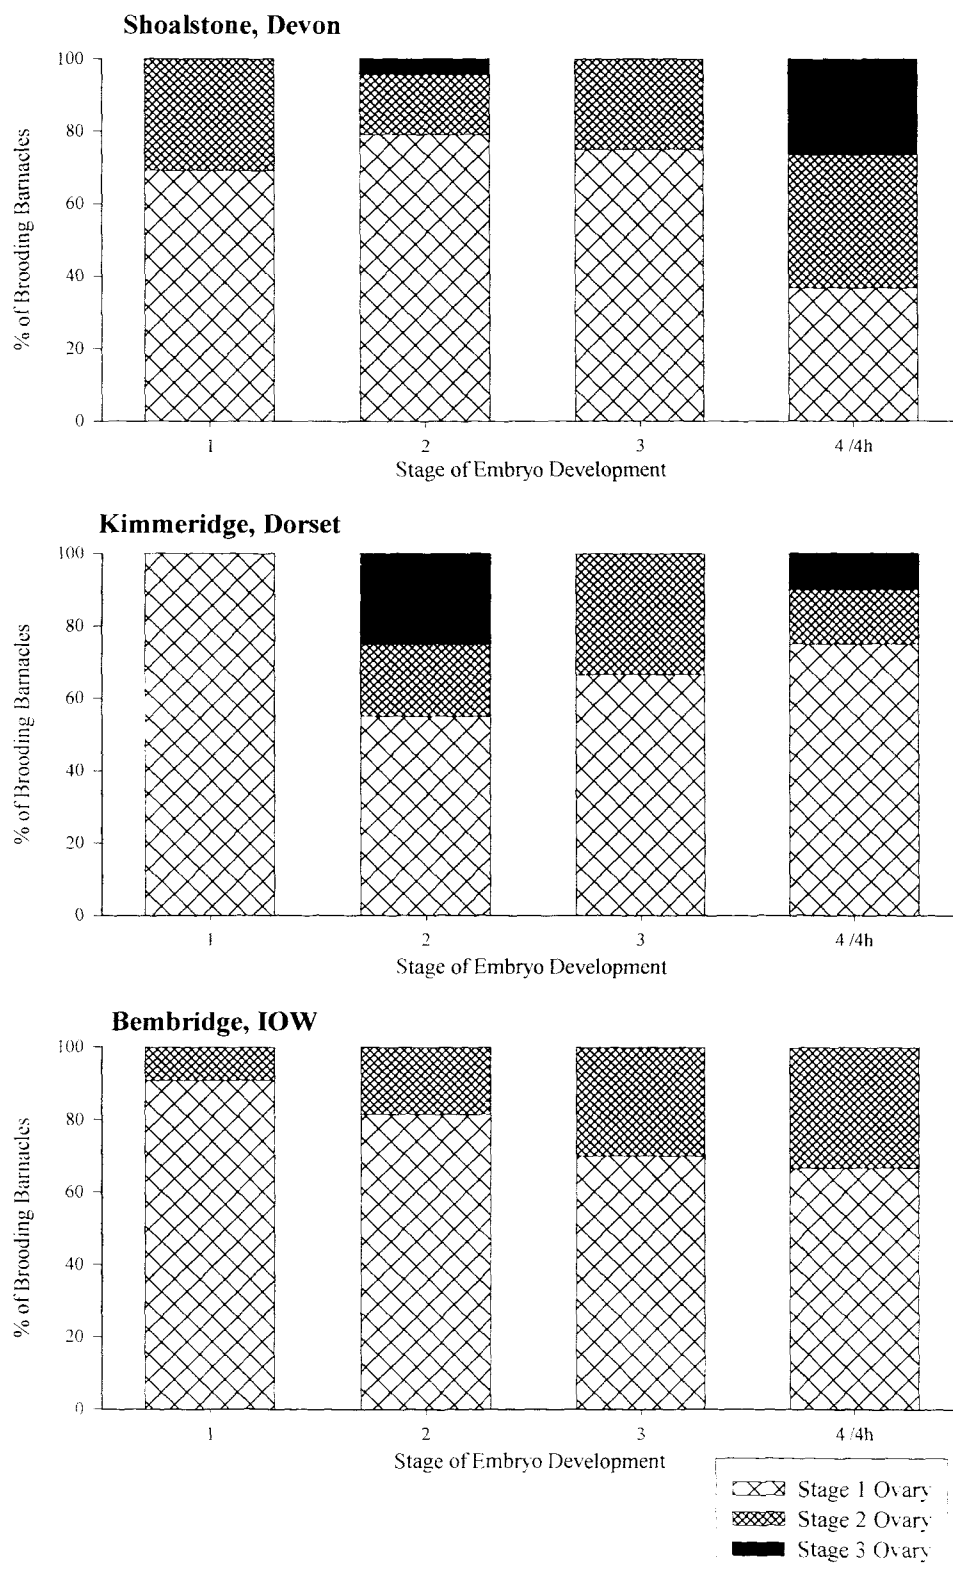 Shoalstone, Devon
% of Brooding Barnacles
100
80
60
40
20
0
1 2 3 4 /4h
Stage of Embryo Development
Kimmeridge, Dorset
% of Brooding Barnacles
100
80
60
40
20
0
1 2 3 4 /4h
Stage of Embryo Development
Bembridge, IOW
% of Brooding Barnacles
100
80
60
40
20
0
1 2 3 4 /4h
Stage of Embryo Development
Stage 1 Ovary
Stage 2 Ovary
Stage 3 Ovary